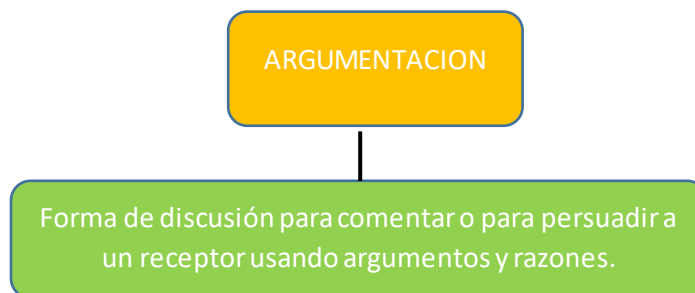 ARGUMENTACION
Forma de discusión para comentar o para persuadir a
un receptor usando argumentos y razones.